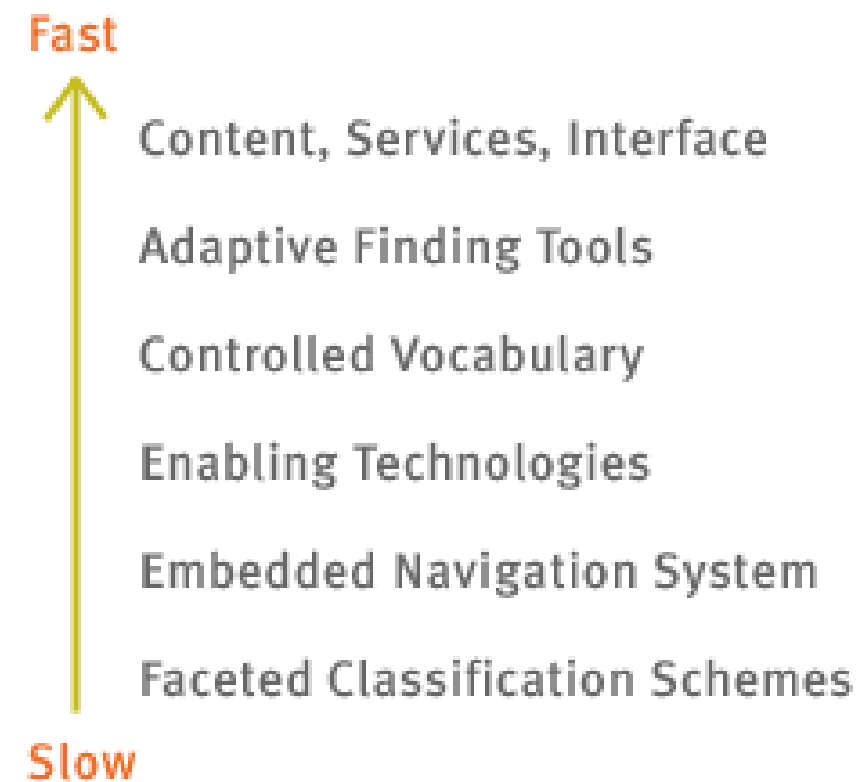 Fast
Content, Services, Interface
Adaptive Finding Tools
Controlled Vocabulary
Enabling Technologies
Embedded Navigation System
Faceted Classification Schemes
Slow